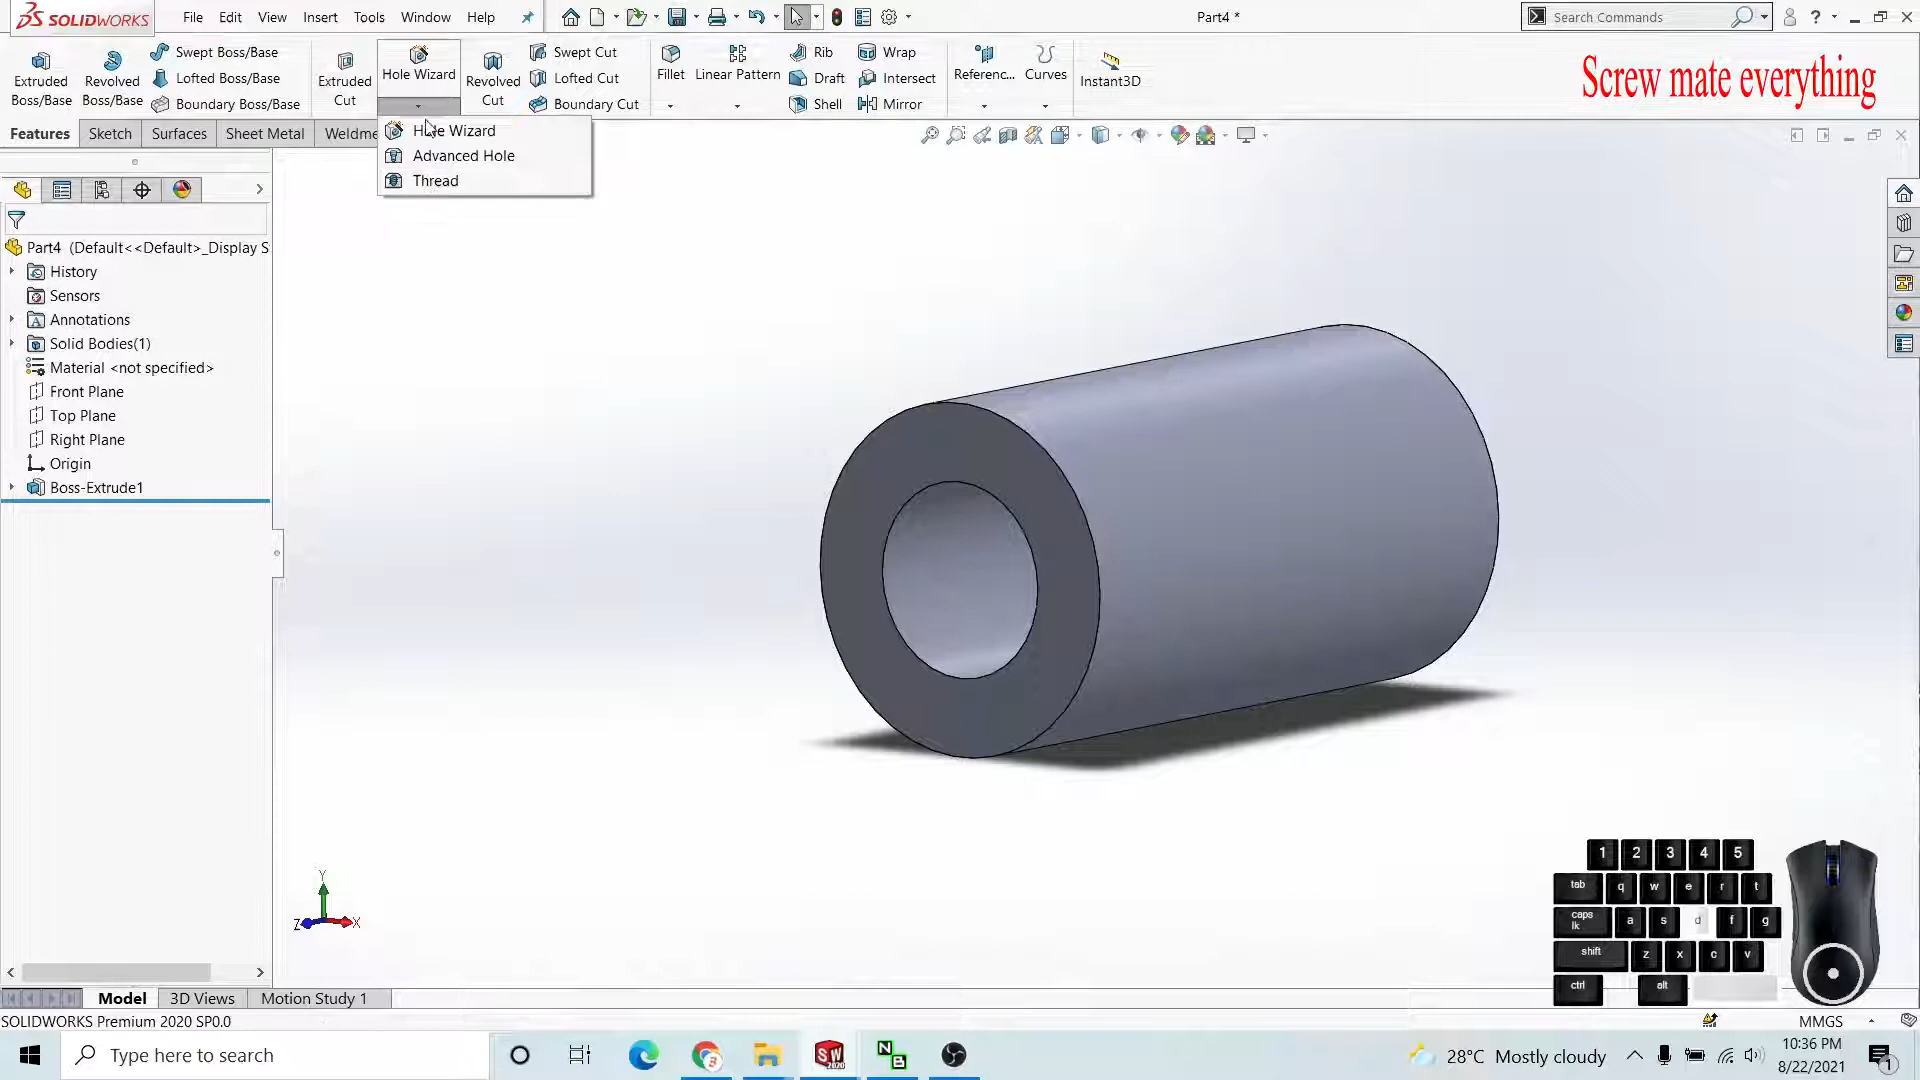 SOLIDWORKS
File Edit View Insert Tools Window Help
Part4 *
Search Commands
?
Screw mate everything
Extruded Boss/Base
Revolved Boss/Base
Swept Boss/Base
Lofted Boss/Base
Boundary Boss/Base
Extruded Cut
Hole Wizard
Revolved Cut
Swept Cut
Lofted Cut
Boundary Cut
Fillet
Linear Pattern
Rib
Draft
Shell
Wrap
Intersect
Mirror
Referenc...
Curves
Instant3D
Features Sketch Surfaces Sheet Metal Weldme
Hole Wizard
Advanced Hole
Thread
Part4 (Default<<Default>_Display S
History
Sensors
Annotations
Solid Bodies(1)
Material <not specified>
Front Plane
Top Plane
Right Plane
Origin
Boss-Extrude1
Y
Z X
1 2 3 4 5
tab q w e r t
caps lk a s d f g
shift z x c v
ctrl alt
Model 3D Views Motion Study 1
SOLIDWORKS Premium 2020 SP0.0
MMGS
Type here to search
SW 2020
N B
28°C Mostly cloudy
10:36 PM
8/22/2021
1